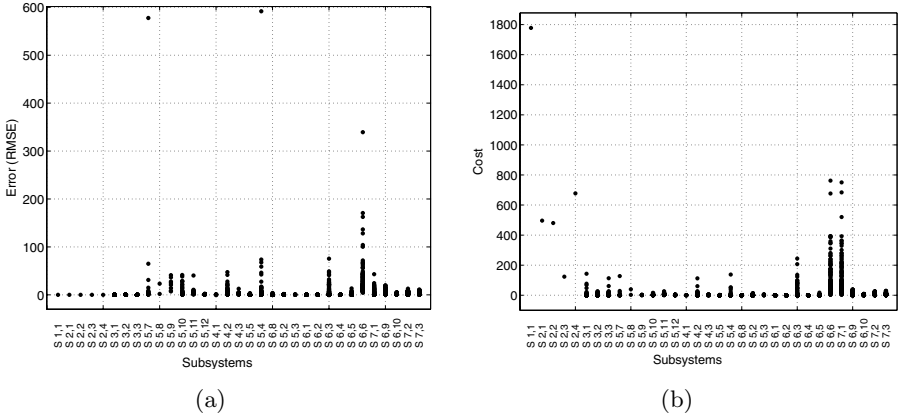 600
500
400
300
200
100
0
Error (RMSE)
S 1,1
S 2,1
S 2,2
S 2,3
S 2,4
S 3,1
S 3,2
S 3,3
S 5,7
S 5,8
S 5,9
S 5,10
S 5,11
S 5,12
S 4,1
S 4,2
S 4,3
S 5,5
S 5,4
S 6,8
S 5,2
S 5,3
S 6,1
S 6,2
S 6,3
S 6,4
S 6,5
S 6,6
S 7,1
S 6,9
S 6,10
S 7,2
S 7,3
Subsystems
(a)
1800
1600
1400
1200
1000
800
600
400
200
0
Cost
S 1,1
S 2,1
S 2,2
S 2,3
S 2,4
S 3,1
S 3,2
S 3,3
S 5,7
S 5,8
S 5,9
S 5,10
S 5,11
S 5,12
S 4,1
S 4,2
S 4,3
S 5,5
S 5,4
S 6,8
S 5,2
S 5,3
S 6,1
S 6,2
S 6,3
S 6,4
S 6,5
S 6,6
S 7,1
S 6,9
S 6,10
S 7,2
S 7,3
Subsystems
(b)